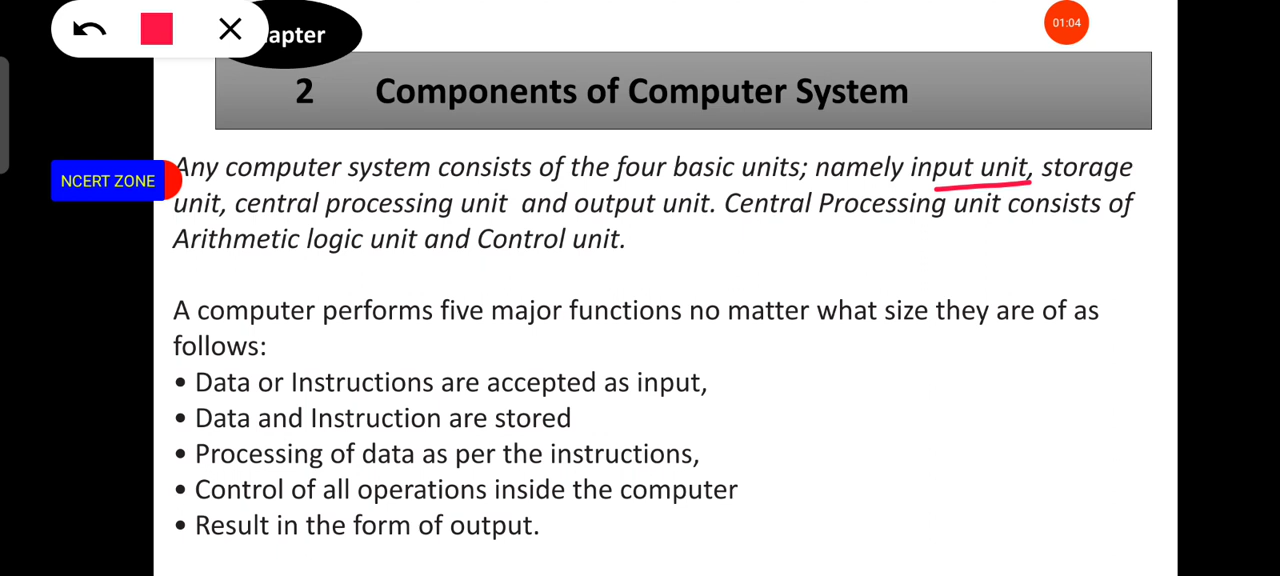 apter
01:04
2 Components of Computer System
NCERT ZONE
Any computer system consists of the four basic units; namely input unit, storage
unit, central processing unit and output unit. Central Processing unit consists of
Arithmetic logic unit and Control unit.
A computer performs five major functions no matter what size they are of as
follows:
• Data or Instructions are accepted as input,
• Data and Instruction are stored
• Processing of data as per the instructions,
• Control of all operations inside the computer
• Result in the form of output.